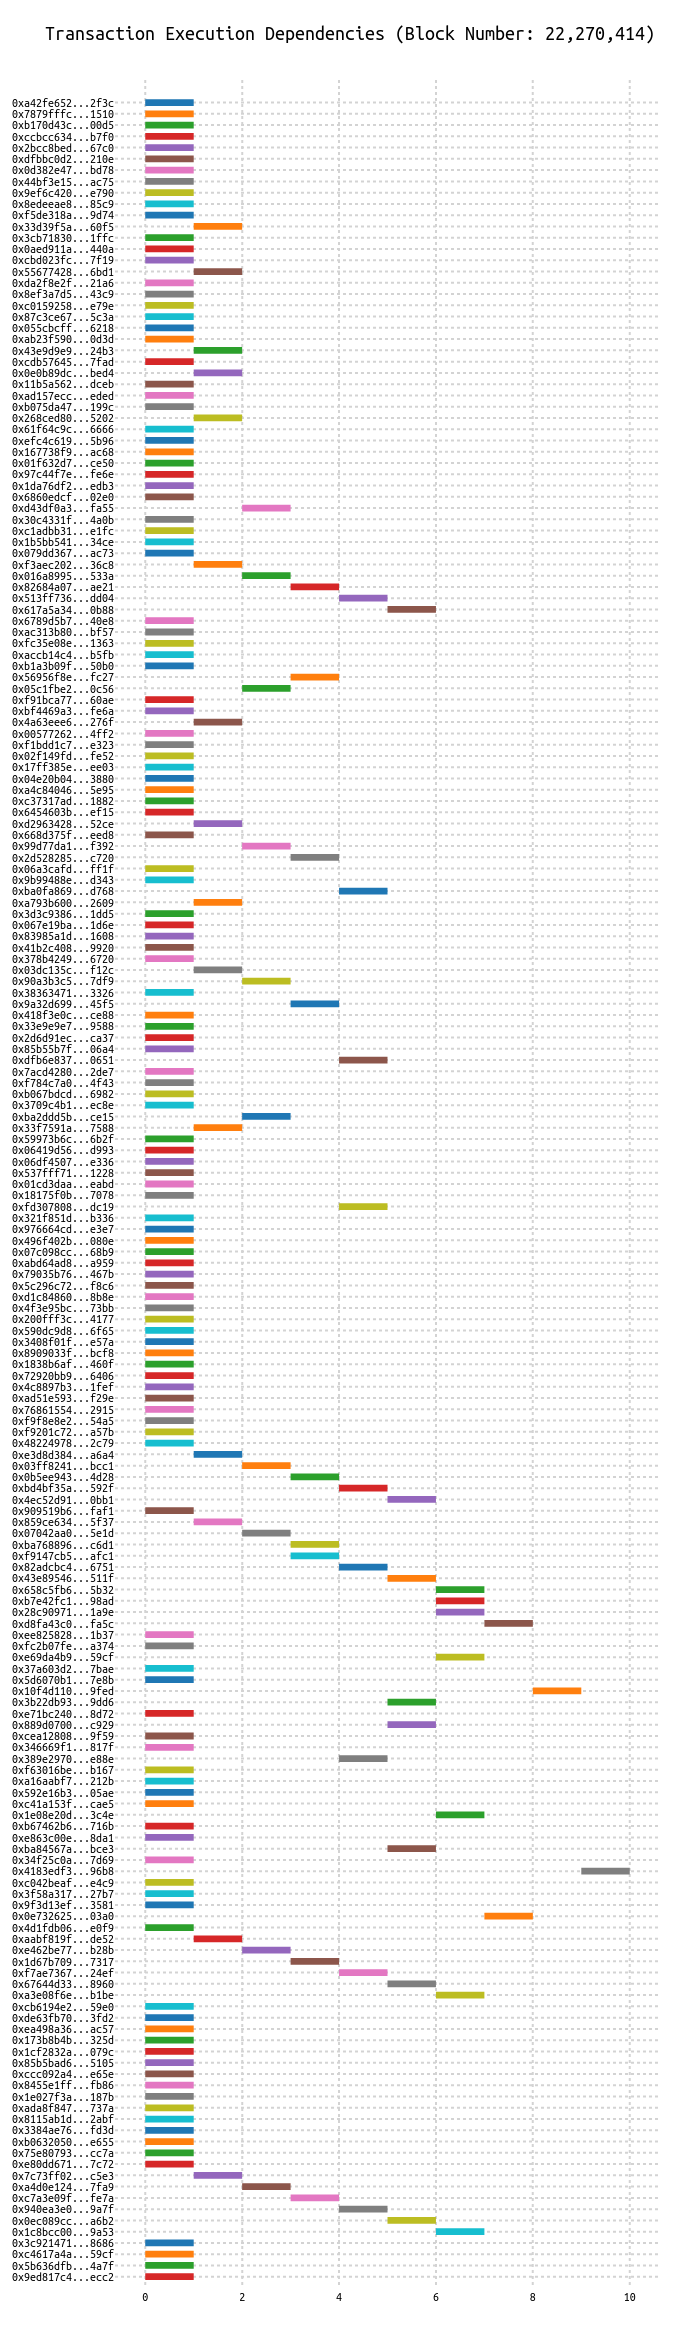 Transaction Execution Dependencies (Block Number: 22,270,414)
0xa42fe652...2f3c
0x7879fffc...1510
0xb170d43c...00d5
0xccbcc634...b7f0
0x2bcc8bed...67c0
0xdfbbc0d2...210e
0x0d382e47...bd78
0x44bf3e15...ac75
0x9ef6c420...e790
0x8edeeae8...85c9
0xf5de318a...9d74
0x33d39f5a...60f5
0x3cb71830...1ffc
0x0aed911a...440a
0xcbd023fc...7f19
0x55677428...6bd1
0xda2f8e2f...21a6
0x8ef3a7d5...43c9
0xc0159258...e79e
0x87c3ce67...5c3a
0x055cbcff...6218
0xab23f590...0d3d
0x43e9d9e9...24b3
0xcdb57645...7fad
0x0e0b89dc...bed4
0x11b5a562...dceb
0xad157ecc...eded
0xb075da47...199c
0x268ced80...5202
0x61f64c9c...6666
0xefc4c619...5b96
0x167738f9...ac68
0x01f632d7...ce50
0x97c44f7e...fe6e
0x1da76df2...edb3
0x6860edcf...02e0
0xd43df0a3...fa55
0x30c4331f...4a0b
0xc1adbb31...e1fc
0x1b5bb541...34ce
0x079dd367...ac73
0xf3aec202...36c8
0x016a8995...533a
0x82684a07...ae21
0x513ff736...dd04
0x617a5a34...0b88
0x6789d5b7...40e8
0xac313b80...bf57
0xfc35e08e...1363
0xaccb14c4...b5fb
0xb1a3b09f...50b0
0x56956f8e...fc27
0x05c1fbe2...0c56
0xf91bca77...60ae
0xbf4469a3...fe6a
0x4a63eee6...276f
0x00577262...4ff2
0xf1bdd1c7...e323
0x02f149fd...fe52
0x17ff385e...ee03
0x04e20b04...3880
0xa4c84046...5e95
0xc37317ad...1882
0x6454603b...ef15
0xd2963428...52ce
0x668d375f...eed8
0x99d77da1...f392
0x2d528285...c720
0x06a3cafd...ff1f
0x9b99488e...d343
0xba0fa869...d768
0xa793b600...2609
0x3d3c9386...1dd5
0x067e19ba...1d6e
0x83985a1d...1608
0x41b2c408...9920
0x378b4249...6720
0x03dc135c...f12c
0x90a3b3c5...7df9
0x38363471...3326
0x9a32d699...45f5
0x418f3e0c...ce88
0x33e9e9e7...9588
0x2d6d91ec...ca37
0x85b55b7f...06a4
0xdfb6e837...0651
0x7acd4280...2de7
0xf784c7a0...4f43
0xb067bdcd...6982
0x3709c4b1...ec8e
0xba2ddd5b...ce15
0x33f7591a...7588
0x59973b6c...6b2f
0x06419d56...d993
0x06df4507...e336
0x537fff71...1228
0x01cd3daa...eabd
0x18175f0b...7078
0xfd307808...dc19
0x321f851d...b336
0x976664cd...e3e7
0x496f402b...080e
0x07c098cc...68b9
0xabd64ad8...a959
0x79035b76...467b
0x5c296c72...f8c6
0xd1c84860...8b8e
0x4f3e95bc...73bb
0x200fff3c...4177
0x590dc9d8...6f65
0x3408f01f...e57a
0x8909033f...bcf8
0x1838b6af...460f
0x72920bb9...6406
0x4c8897b3...1fef
0xad51e593...f29e
0x76861554...2915
0xf9f8e8e2...54a5
0xf9201c72...a57b
0x48224978...2c79
0xe3d8d384...a6a4
0x03ff8241...bcc1
0x0b5ee943...4d28
0xbd4bf35a...592f
0x4ec52d91...0bb1
0x909519b6...faf1
0x859ce634...5f37
0x07042aa0...5e1d
0xba768896...c6d1
0xf9147cb5...afc1
0x82adcbc4...6751
0x43e89546...511f
0x658c5fb6...5b32
0xb7e42fc1...98ad
0x28c90971...1a9e
0xd8fa43c0...fa5c
0xee825828...1b37
0xfc2b07fe...a374
0xe69da4b9...59cf
0x37a603d2...7bae
0x5d6070b1...7e8b
0x10f4d110...9fed
0x3b22db93...9dd6
0xe71bc240...8d72
0x889d0700...c929
0xcea12808...9f59
0x346669f1...817f
0x389e2970...e88e
0xf63016be...b167
0xa16aabf7...212b
0x592e16b3...05ae
0xc41a153f...cae5
0x1e08e20d...3c4e
0xb67462b6...716b
0xe863c00e...8da1
0xba84567a...bce3
0x34f25c0a...7d69
0x4183edf3...96b8
0xc042beaf...e4c9
0x3f58a317...27b7
0x9f3d13ef...3581
0x0e732625...03a0
0x4d1fdb06...e0f9
0xaabf819f...de52
0xe462be77...b28b
0x1d67b709...7317
0xf7ae7367...24ef
0x67644d33...8960
0xa3e08f6e...b1be
0xcb6194e2...59e0
0xde63fb70...3fd2
0xea498a36...ac57
0x173b8b4b...325d
0x1cf2832a...079c
0x85b5bad6...5105
0xccc092a4...e65e
0x8455e1ff...fb86
0x1e027f3a...187b
0xada8f847...737a
0x8115ab1d...2abf
0x3384ae76...fd3d
0xb0632050...e655
0x75e80793...cc7a
0xe80dd671...7c72
0x7c73ff02...c5e3
0xa4d0e124...7fa9
0xc7a3e09f...fe7a
0x940ea3e0...9a7f
0x0ec089cc...a6b2
0x1c8bcc00...9a53
0x3c921471...8686
0xc4617a4a...59cf
0x5b636dfb...4a7f
0x9ed817c4...ecc2
0 2 4 6 8 10